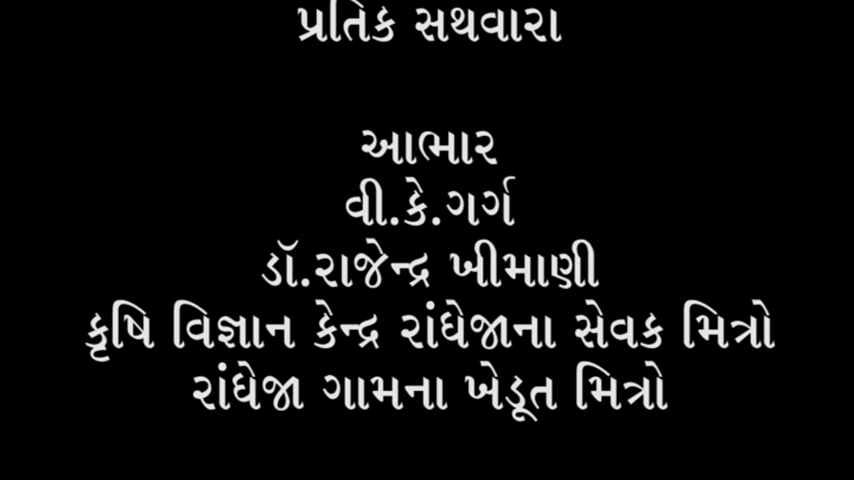 પ્રતિક સથવારા
આભાર
વી.કે.ગર્ગ
ડૉ.રાજેન્દ્ર ખીમાણી
કૃષિ વિજ્ઞાન કેન્દ્ર રાંધેજાના સેવક મિત્રો
રાંધેજા ગામના ખેડૂત મિત્રો